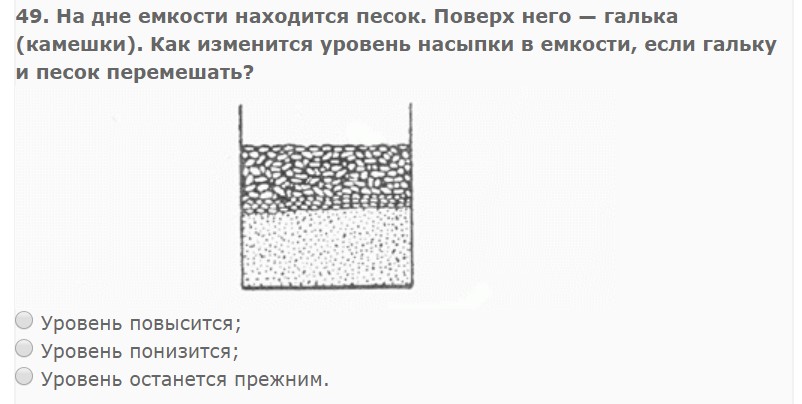 49. На дне емкости находится песок. Поверх него — галька
(камешки). Как изменится уровень насыпки в емкости, если гальку
и песок перемешать?
Уровень повысится;
Уровень понизится;
Уровень останется прежним.